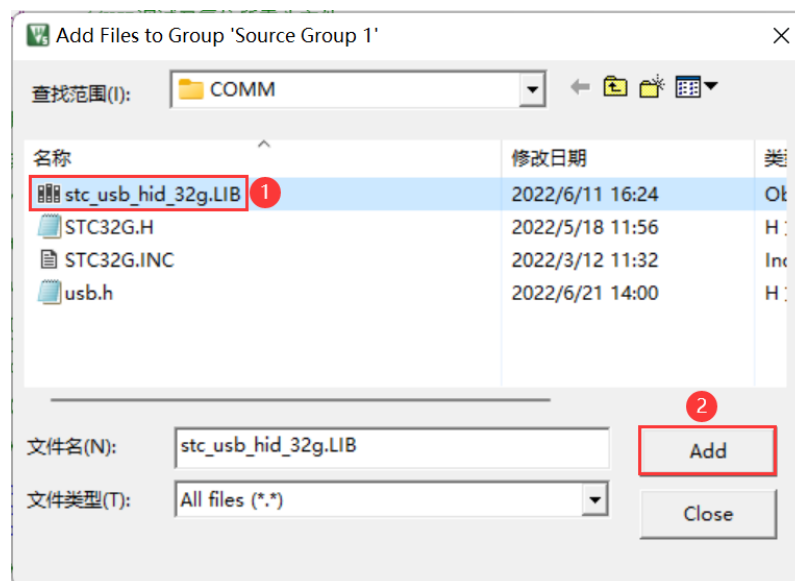 Add Files to Group 'Source Group 1'
查找范围(I): COMM
名称 修改日期
stc_usb_hid_32g.LIB 1 2022/6/11 16:24
STC32G.H 2022/5/18 11:56 H
STC32G.INC 2022/3/12 11:32
usb.h 2022/6/21 14:00 H
2
文件名(N): stc_usb_hid_32g.LIB Add
文件类型(T): All files (*.*) Close